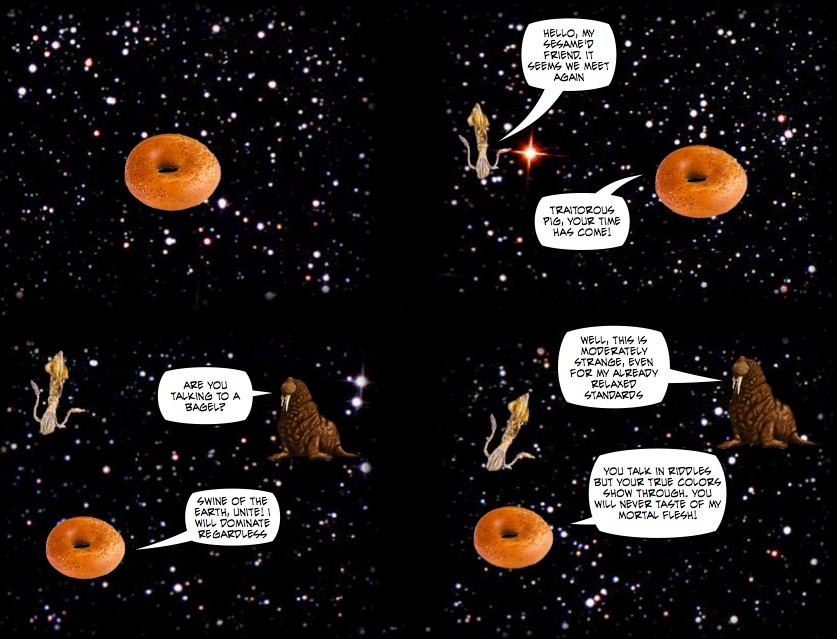 HELLO, MY
SESAME'D
FRIEND. IT
SEEMS WE MEET
AGAIN
TRAITOROUS
PIG, YOUR TIME
HAS COME!
ARE YOU
TALKING TO A
BAGEL?
SWINE OF THE
EARTH, UNITE! I
WILL DOMINATE
REGARDLESS
WELL, THIS IS
MODERATELY
STRANGE, EVEN
FOR MY ALREADY
RELAXED
STANDARDS
YOU TALK IN RIDDLES
BUT YOUR TRUE COLORS
SHOW THROUGH. YOU
WILL NEVER TASTE OF MY
MORTAL FLESH!